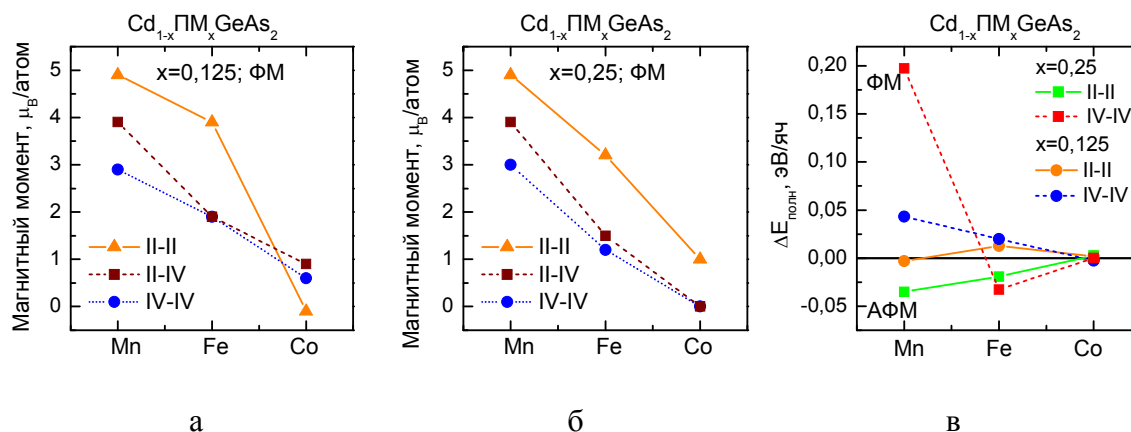 Cd1-xПМxGeAs2
x=0,125; ФМ
Магнитный момент, μВ/атом
5
4
3
2
1
0
II-II
II-IV
IV-IV
Mn
Fe
Co
а
Cd1-xПМxGeAs2
x=0,25; ФМ
Магнитный момент, μВ/атом
5
4
3
2
1
0
II-II
II-IV
IV-IV
Mn
Fe
Co
б
Cd1-xПМxGeAs2
ΔEполн, эВ/яч
0,20
0,15
0,10
0,05
0,00
-0,05
ФМ
x=0,25
II-II
IV-IV
x=0,125
II-II
IV-IV
АФМ
Mn
Fe
Co
в